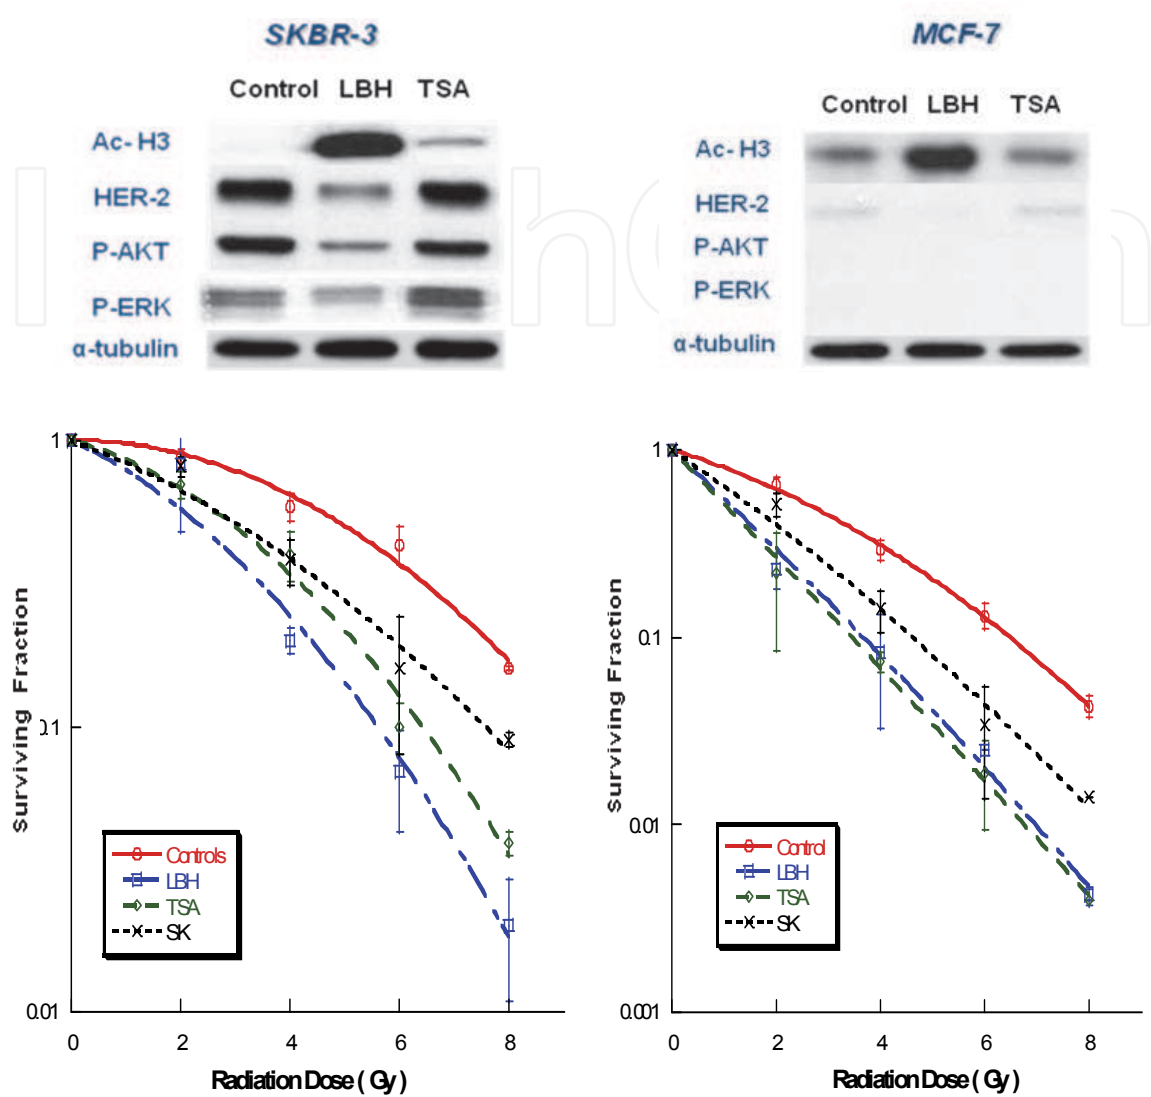 SKBR-3
Control LBH TSA
Ac- H3
HER-2
P-AKT
P-ERK
α-tubulin
MCF-7
Control LBH TSA
Ac- H3
HER-2
P-AKT
P-ERK
α-tubulin
Surviving Fraction
1
0.1
0.01
Controls
LBH
TSA
SK
0 2 4 6 8
Radiation Dose ( Gy )
Surviving Fraction
1
0.1
0.01
0.001
Control
LBH
TSA
SK
0 2 4 6 8
Radiation Dose ( Gy )